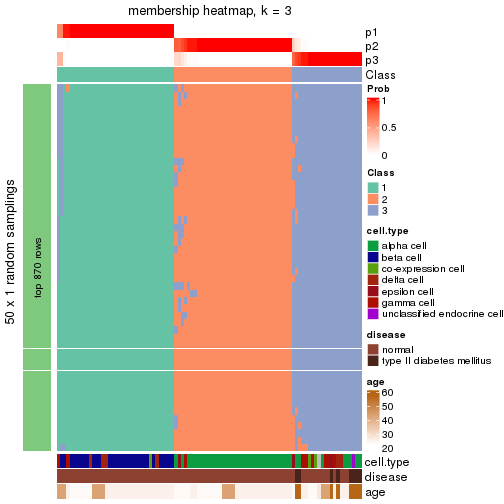 membership heatmap, k = 3
p1
p2
p3
Class
50 x 1 random samplings
top 870 rows
Prob
1
0.5
0
Class
1
2
3
cell.type
alpha cell
beta cell
co-expression cell
delta cell
epsilon cell
gamma cell
unclassified endocrine cell
disease
normal
type II diabetes mellitus
age
60
50
40
30
20
cell.type
disease
age